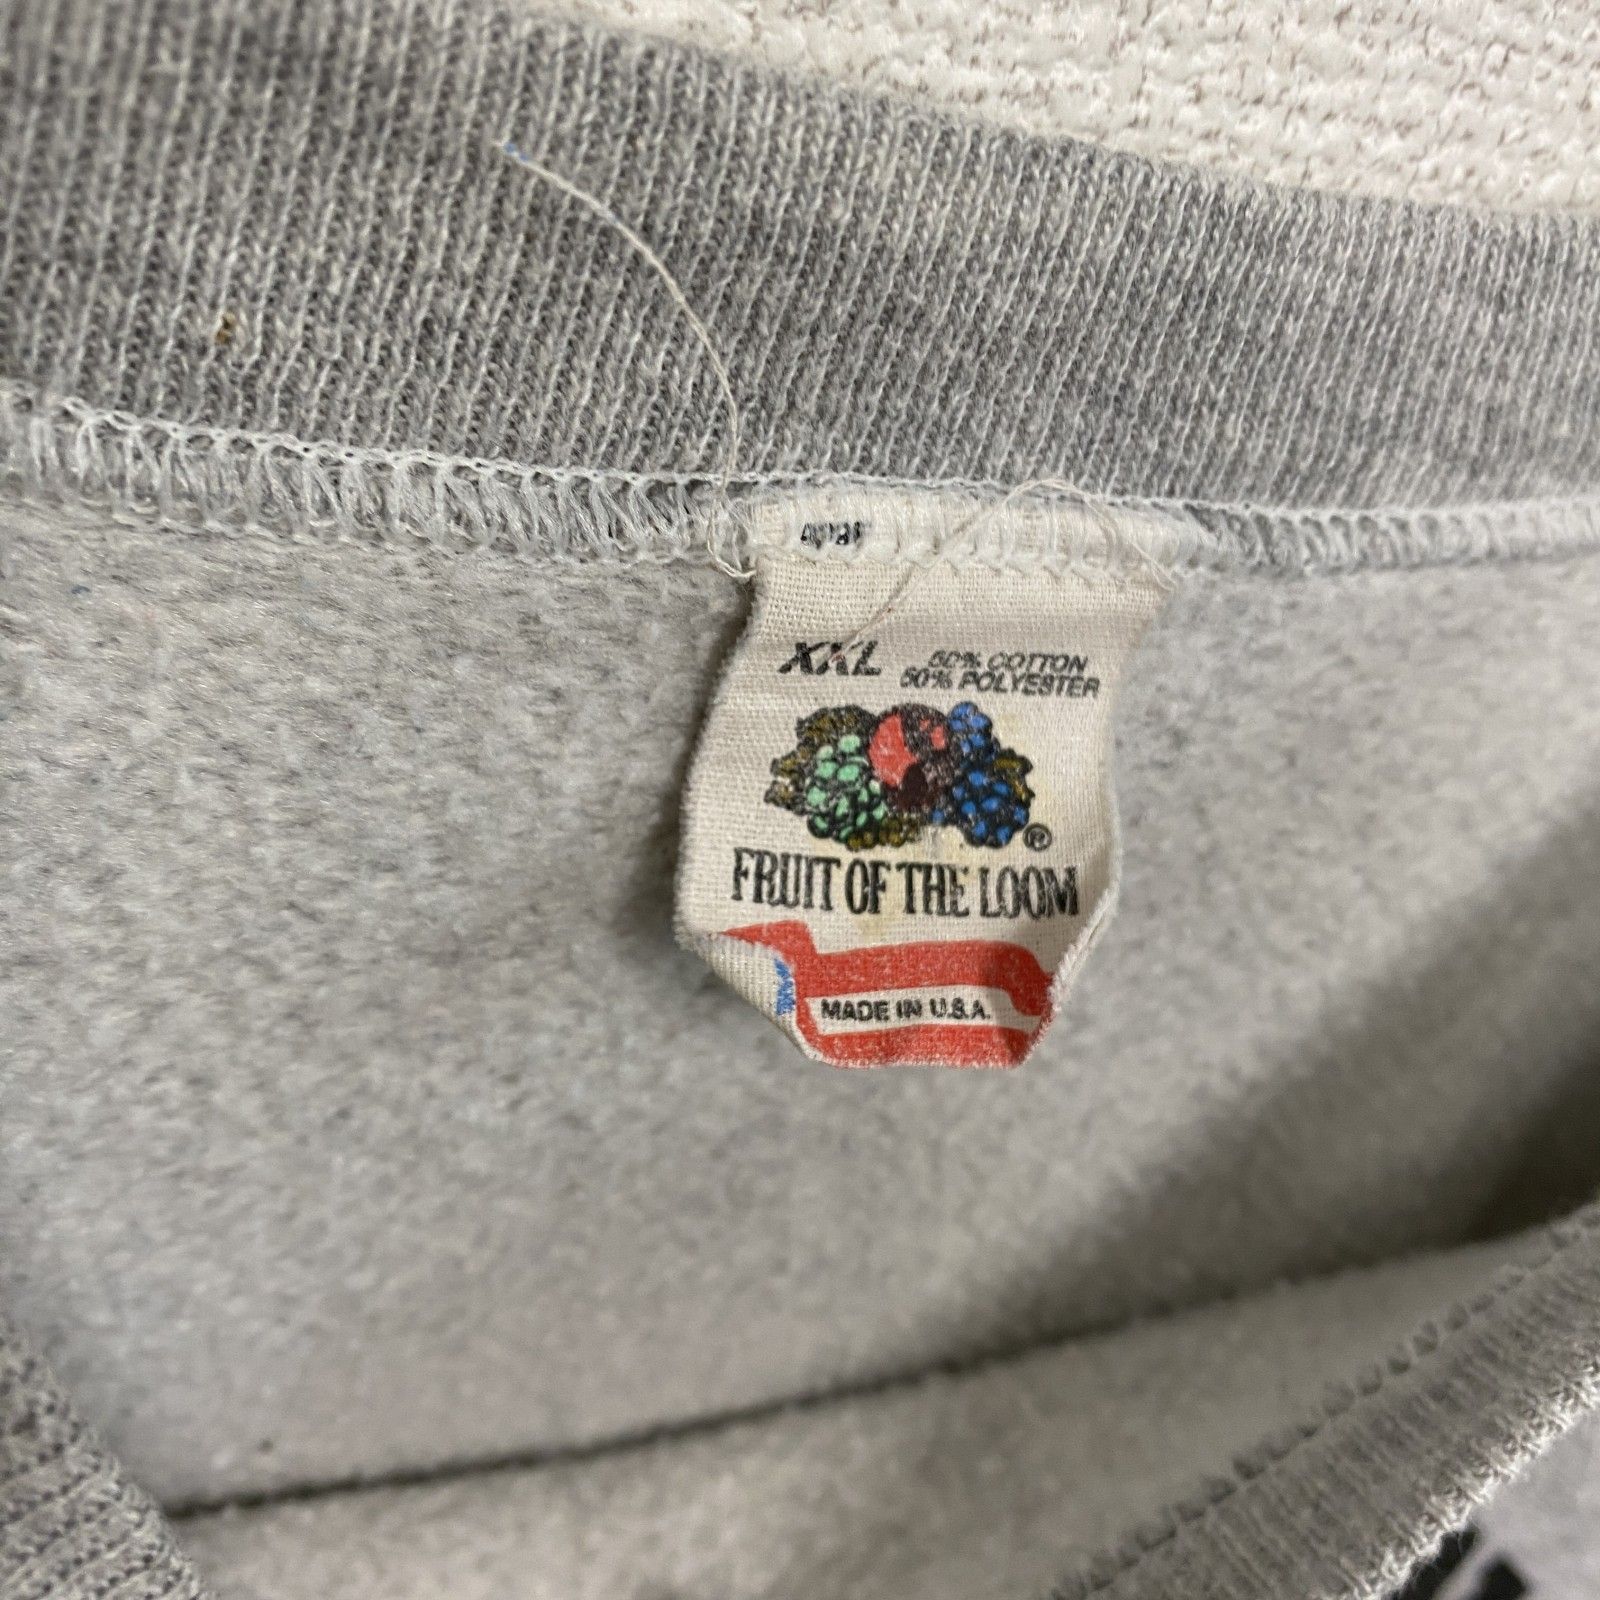 XXL 50% COTTON
50% POLYESTER
®
FRUIT OF THE LOOM
MADE IN U.S.A.